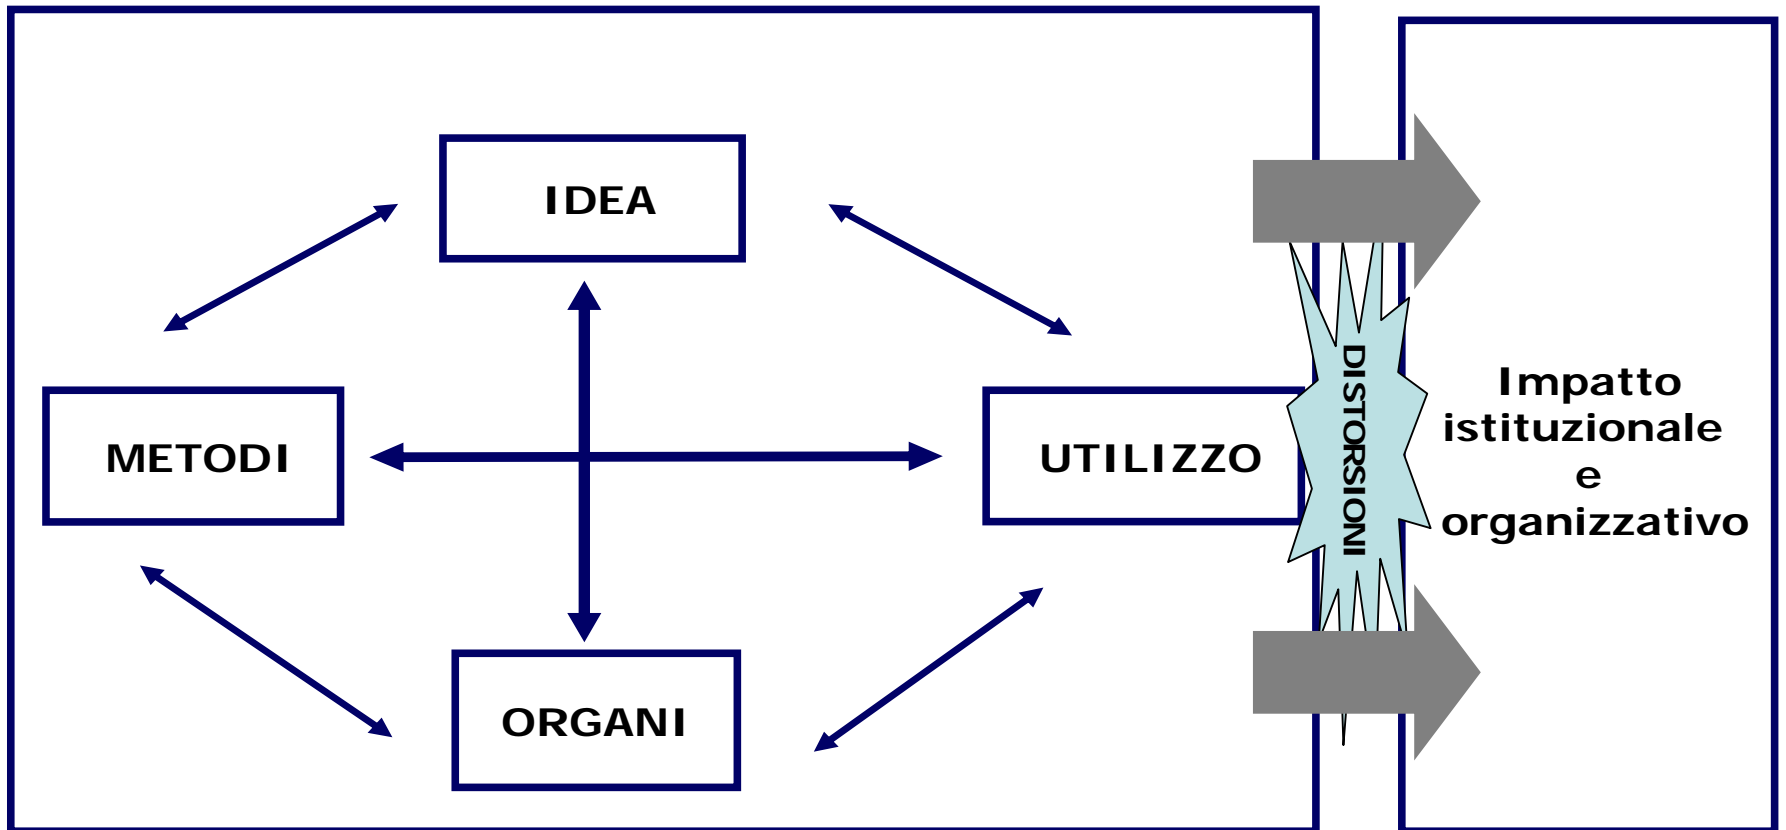 IDEA
METODI
UTILIZZO
ORGANI
DISTORSIONI
Impatto
istituzionale
e
organizzativo